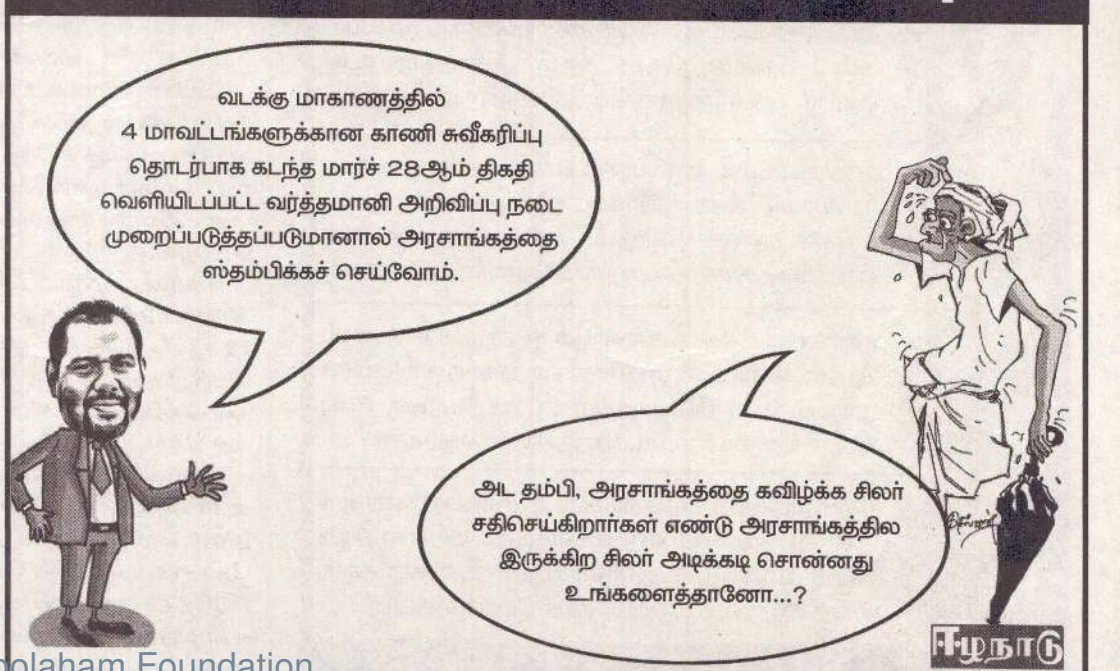 வடக்கு மாகாணத்தில்
4 மாவட்டங்களுக்கான காணி சுவீகரிப்பு
தொடர்பாக கடந்த மார்ச் 28ஆம் திகதி
வெளியிடப்பட்ட வர்த்தமானி அறிவிப்பு நடை
முறைப்படுத்தப்படுமானால் அரசாங்கத்தை
ஸ்தம்பிக்கச் செய்வோம்.
அட தம்பி, அரசாங்கத்தை கவிழ்க்க சிலர்
சதிசெய்கிறார்கள் எண்டு அரசாங்கத்தில
இருக்கிற சிலர் அடிக்கடி சொன்னது
உங்களைத்தானோ...?
ஈழநாடு
oolaham Foundation